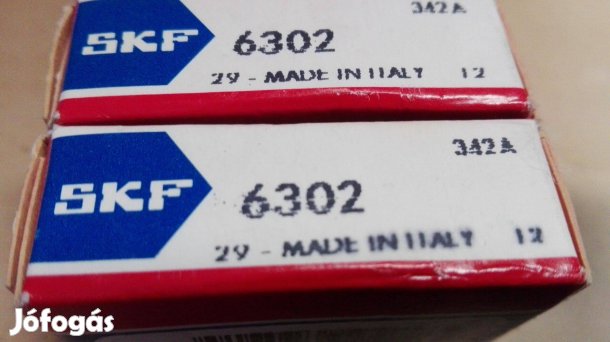 342A
SKF 6302
29 - MADE IN ITALY 12
342A
SKF 6302
29 - MADE IN ITALY 12
Jófogás